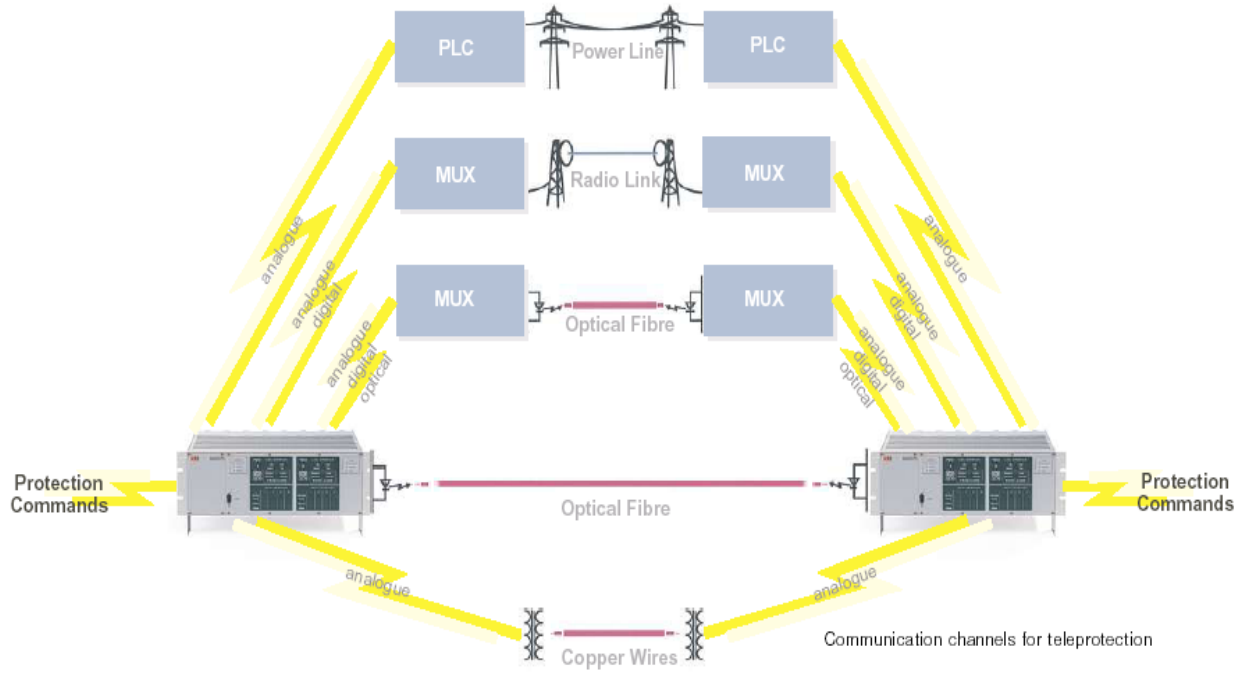 PLC
Power Line
PLC
MUX
Radio Link
MUX
MUX
Optical Fibre
MUX
analogue
analogue
digital
analogue
digital
optical
analogue
digital
optical
analogue
digital
analogue
Protection
Commands
ABB
Optical Fibre
ABB
Protection
Commands
analogue
analogue
Copper Wires
Communication channels for teleprotection